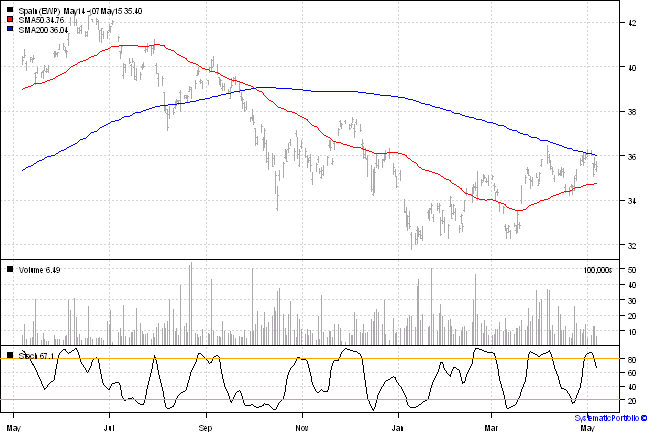 Spain (EWP) May14 - 07 May15 35.40
SMA50 34.76
SMA200 36.04
42
40
38
36
34
32
Volume 6.49
100,000s
50
40
30
20
10
Stoch 67.1
80
60
40
20
May Jul Sep Nov Jan Mar May
SystematicPortfolio ©